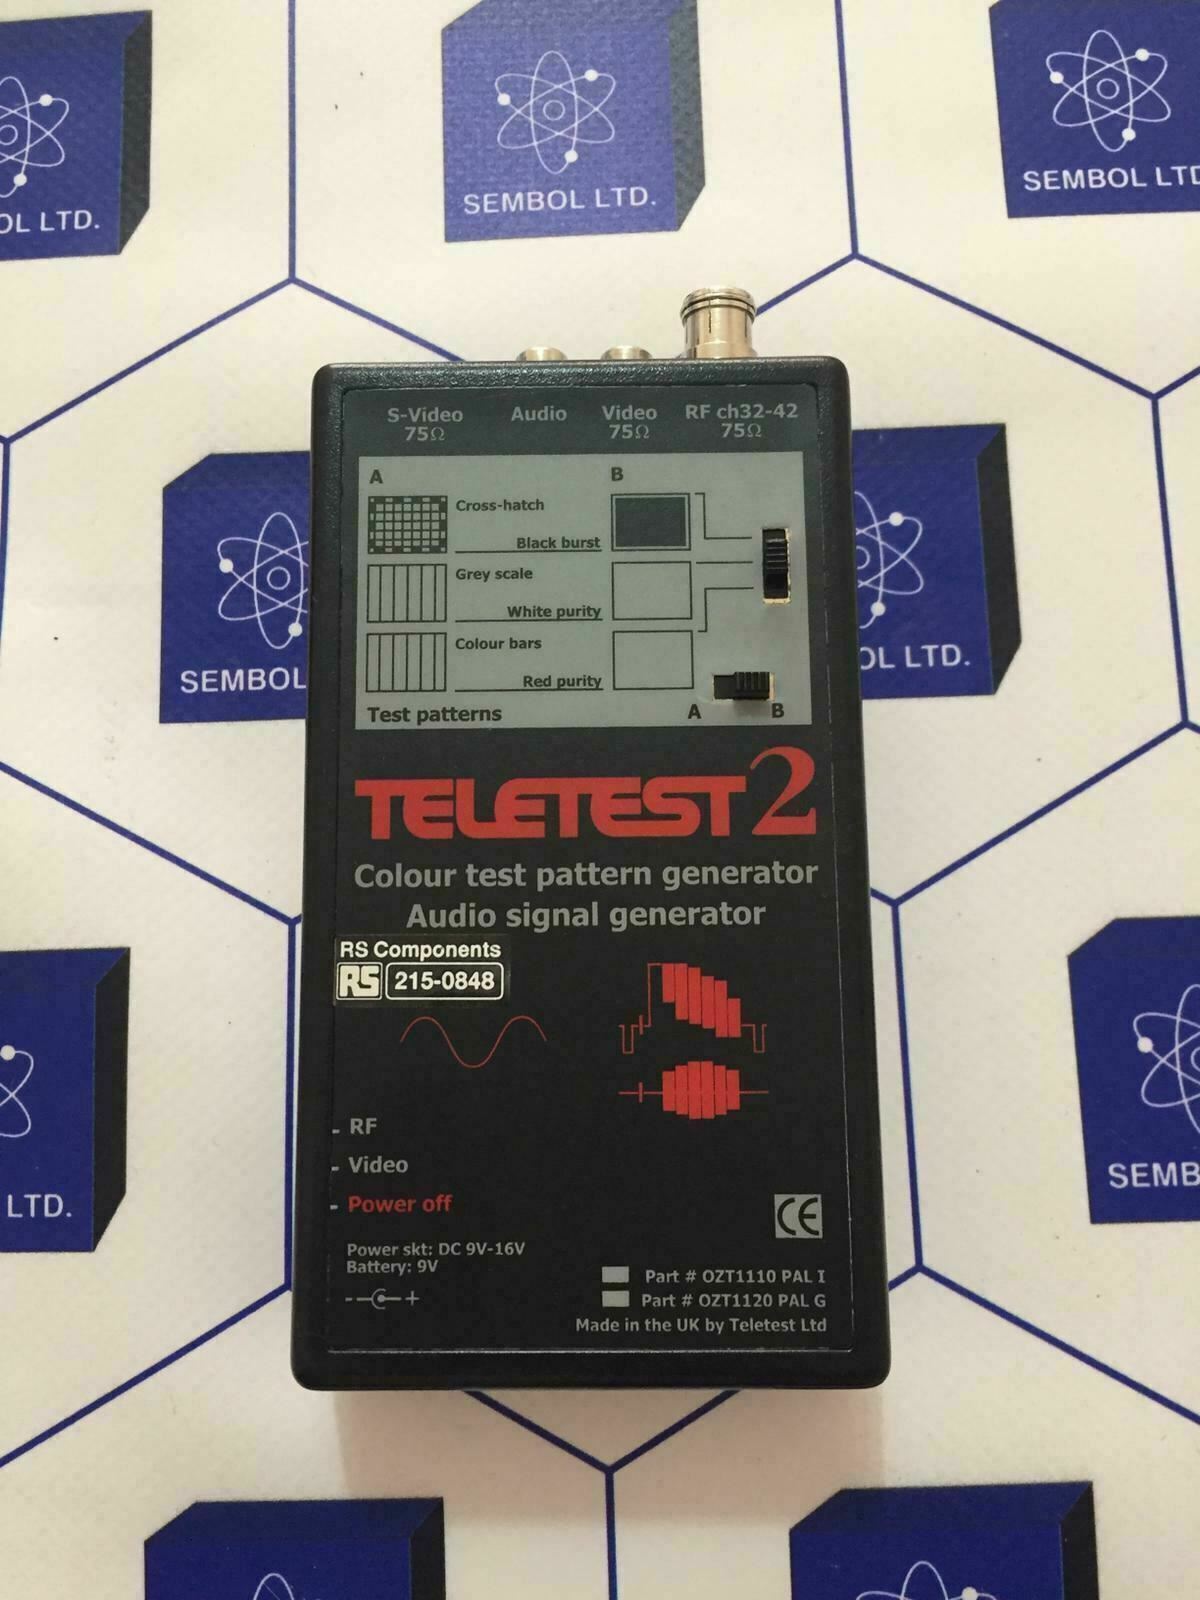 SEMBOL LTD.
SEMBOL LTD
OL LTD.
S-Video Audio Video RF ch32-42
75Ω 75Ω 75Ω
A B
Cross-hatch
Black burst
Grey scale
White purity
Colour bars
Red purity
Test patterns A B
SEMBOL
OL LTD.
TELETEST 2
Colour test pattern generator
Audio signal generator
RS Components
RS 215-0848
- RF
- Video
- Power off
Power skt: DC 9V-16V
Battery: 9V
- +
CE
Part # OZT1110 PAL I
Part # OZT1120 PAL G
Made in the UK by Teletest Ltd
LTD.
SEMB